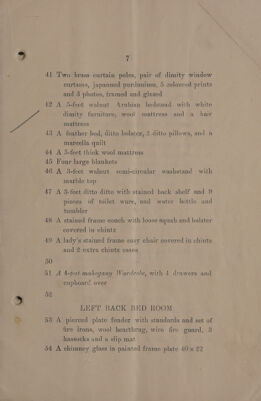 7
41 Two brass curtain poles, pair of dimity window
curtains, japanned purdonium, 5 coloured prints
and 3 photos, framed and glazed
42 A 5-feet walnut Arabian bedstead with white
dimity furniture, wool mattress and a hair
mattress
43 A feather bed, ditto bolster, 2 ditto pillows, and a
marcella quilt
44 A 5-feet thick wool mattress
45 Four large blankets
46 A 3-feet walnut semi-circular washstand with
marble top
47 A 3-feet ditto ditto with stained back shelf and 9
pieces of toilet ware, and water bottle and
tumbler
48 A stained frame couch with loose squab and bolster
covered in chintz
49 A lady's stained frame easy chair covered in chintz
and 2 extra chintz cases
50
51 A 4-feet mahogany Wardrobe, with 4 drawers and
cupboard over
52
LEFT BACK BED ROOM
53 A pierced plate fender with standards and set of
fire irons, wool hearthrug, wire fire guard, 3
hassocks and a slip mat
54 A chimney glass in painted frame plate 40 x 22